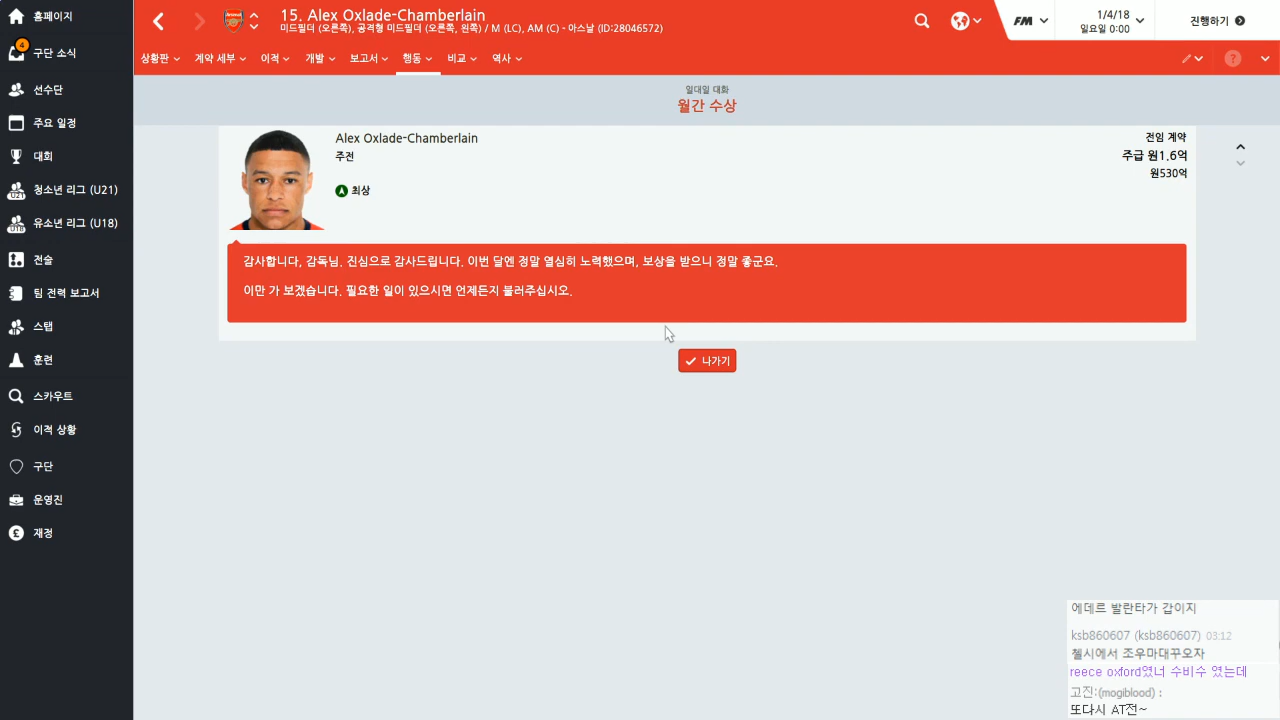 홈페이지
4
구단 소식
선수단
주요 일정
대회
청소년 리그 (U21)
유소년 리그 (U18)
전술
팀 전력 보고서
스탭
훈련
스카우트
이적 상황
구단
운영진
재정
15. Alex Oxlade-Chamberlain
미드필더 (오른쪽), 공격형 미드필더 (오른쪽, 왼쪽) / M (LC), AM (C) - 아스날 (ID:28046572)
FM
1/4/18
일요일 0:00
진행하기
상황판
계약 세부
이적
개발
보고서
행동
비교
역사
일대일 대화
월간 수상
Alex Oxlade-Chamberlain
주전
최상
전임 계약
주급 원1.6억
원530억
감사합니다, 감독님. 진심으로 감사드립니다. 이번 달엔 정말 열심히 노력했으며, 보상을 받으니 정말 좋군요.
이만 가 보겠습니다. 필요한 일이 있으시면 언제든지 불러주십시오.
나가기
에데르 발란타가 갑이지
ksb860607 (ksb860607) 03:12
첼시에서 조우마대꾸오자
reece oxford였너 수비수 였는데
고진:(mogiblood) :
또다시 AT전~